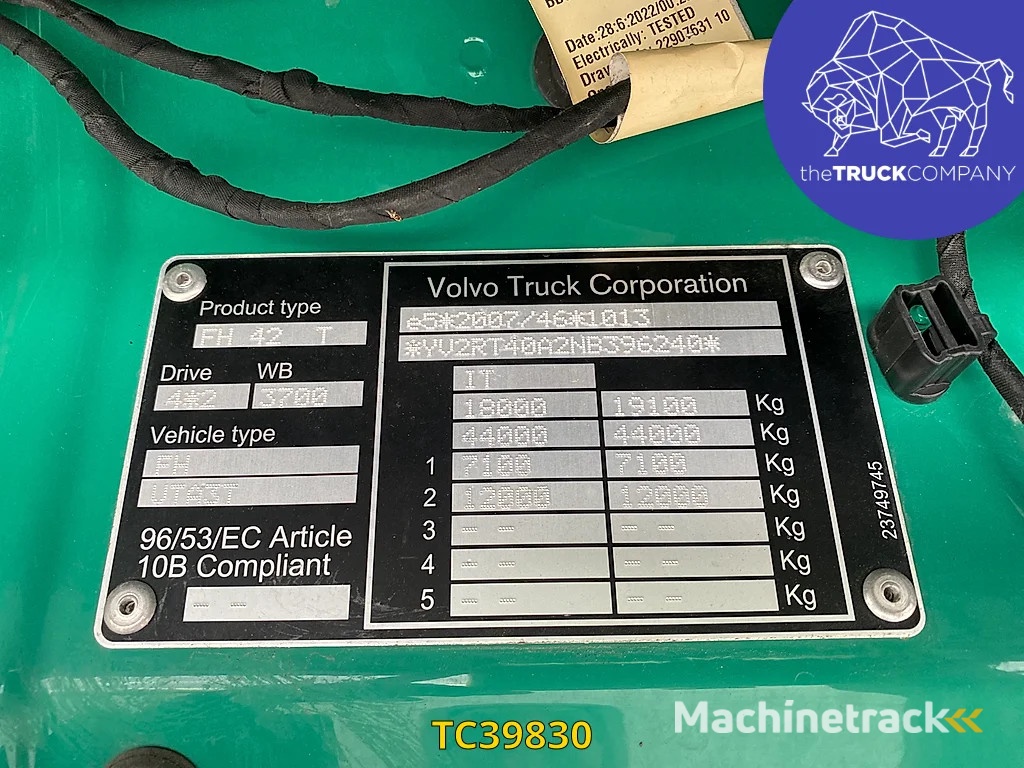 Date:28:6:2022/00:2
Electrically: TESTED
22907631 10
theTRUCKCOMPANY
Volvo Truck Corporation
Product type
FH 42 T
e5*2007/46*1013
*YV2RT40A2NB396240*
Drive WB
4*2 3700
IT
18000 19100 Kg
Vehicle type
44000 44000 Kg
FH
1 7100 7100 Kg
VTA3T
2 12000 12000 Kg
3 -- -- -- -- Kg
96/53/EC Article
10B Compliant
4 -- -- -- -- Kg
-- --
5 -- -- -- -- Kg
23749745
Machinetrack
TC39830